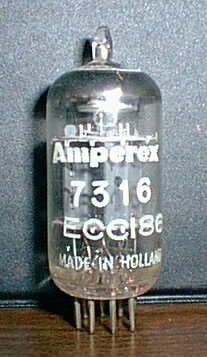 Amperex
7316
ECC186
MADE IN HOLLAND